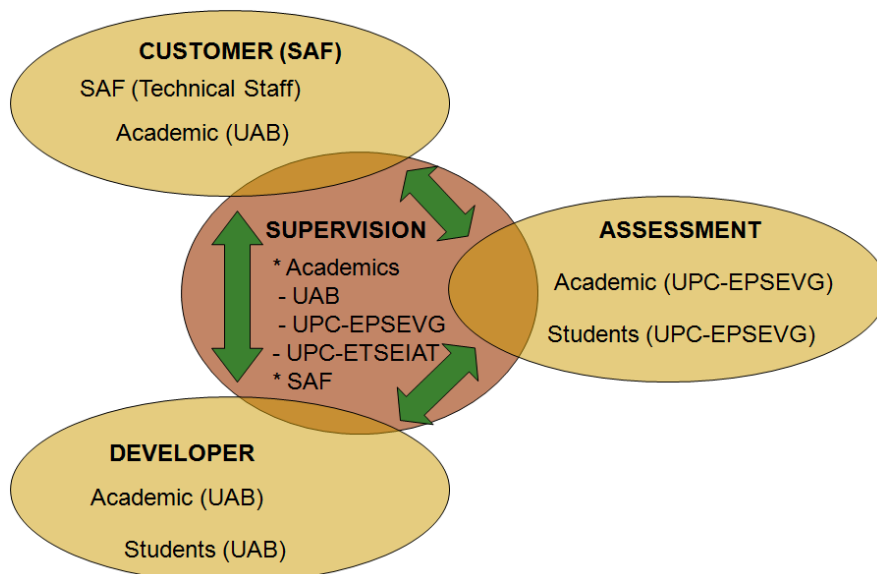 CUSTOMER (SAF)
SAF (Technical Staff)
Academic (UAB)
SUPERVISION
* Academics
- UAB
- UPC-EPSEVG
- UPC-ETSEIAT
* SAF
ASSESSMENT
Academic (UPC-EPSEVG)
Students (UPC-EPSEVG)
DEVELOPER
Academic (UAB)
Students (UAB)